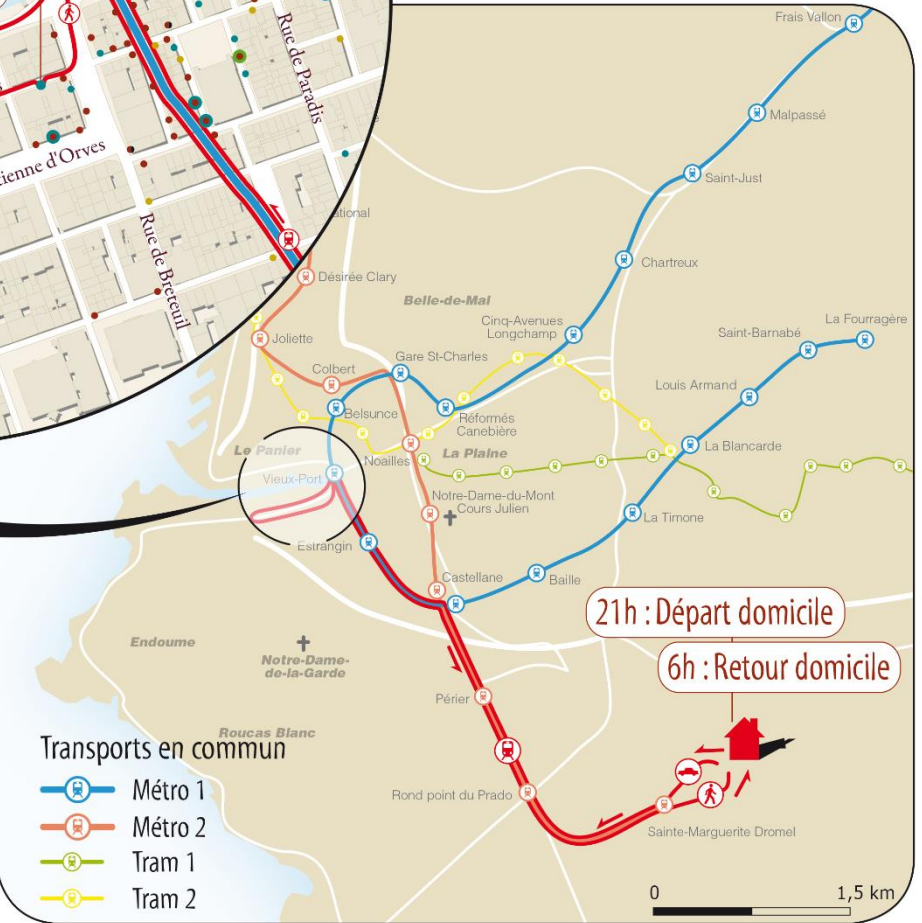 Rue de Paradis
tienne d'Orves
Rue de Breteuil
Frais Vallon
Malpassé
Saint-Just
ational
Désirée Clary
Chartreux
Belle-de-Mai
Cinq-Avenues
Longchamp
La Fourragère
Saint-Barnabé
Joliette
Gare St-Charles
Colbert
Louis Armand
Belsunce
Réformés
Canebière
Le Panier
Noailles
La Plaine
La Blancarde
Vieux-Port
Notre-Dame-du-Mont
Cours Julien
La Timone
Estrangin
Castellane
Baille
21h : Départ domicile
6h : Retour domicile
Endoume
Notre-Dame-
de-la-Garde
Périer
Roucas Blanc
Rond point du Prado
Sainte-Marguerite Dromel
Transports en commun
Métro 1
Métro 2
Tram 1
Tram 2
0 1,5 km